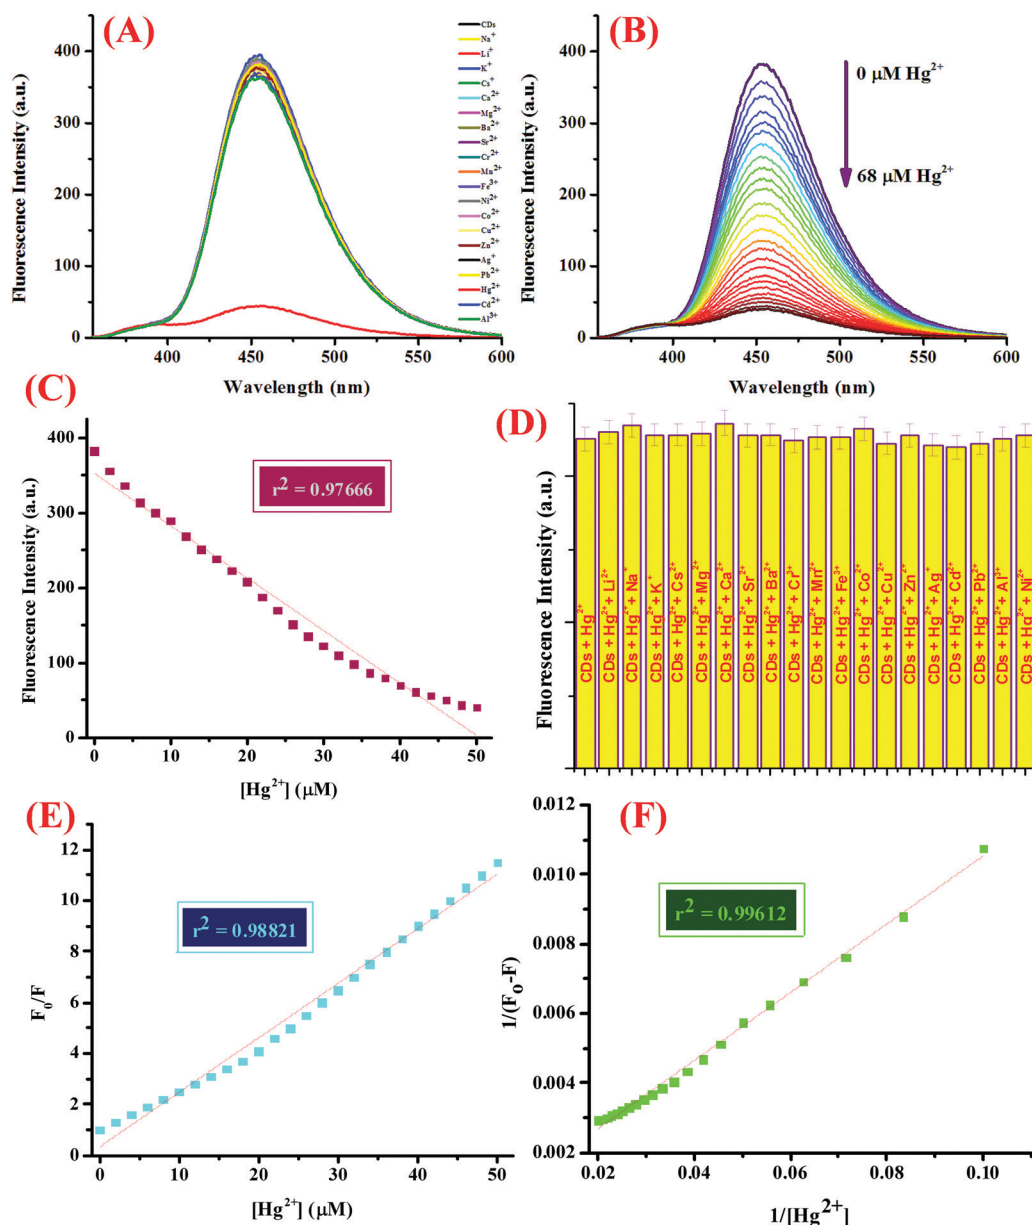 (A)
Fluorescence Intensity (a.u.)
400
300
200
100
0
400
450
500
550
600
Wavelength (nm)
CDs
Na⁺
Li⁺
K⁺
Cs⁺
Ca²⁺
Mg²⁺
Ba²⁺
Sr²⁺
Cr²⁺
Mn²⁺
Fe³⁺
Ni²⁺
Co²⁺
Cu²⁺
Zn²⁺
Ag⁺
Pb²⁺
Hg²⁺
Cd²⁺
Al³⁺
(B)
Fluorescence Intensity (a.u.)
400
300
200
100
0
350
400
450
500
550
600
Wavelength (nm)
0 μM Hg²⁺
68 μM Hg²⁺
(C)
Fluorescence Intensity (a.u.)
400
300
200
100
0
0
10
20
30
40
50
[Hg²⁺] (μM)
r² = 0.97666
(D)
Fluorescence Intensity (a.u.)
CDs + Hg²⁺
CDs + Hg²⁺ + Li²⁺
CDs + Hg²⁺ + Na⁺
CDs + Hg²⁺ + K⁺
CDs + Hg²⁺ + Cs²⁺
CDs + Hg²⁺ + Mg²⁺
CDs + Hg²⁺ + Ca²⁺
CDs + Hg²⁺ + Sr²⁺
CDs + Hg²⁺ + Ba²⁺
CDs + Hg²⁺ + Cr³⁺
CDs + Hg²⁺ + Mn²⁺
CDs + Hg²⁺ + Fe³⁺
CDs + Hg²⁺ + Co²⁺
CDs + Hg²⁺ + Cu²⁺
CDs + Hg²⁺ + Zn²⁺
CDs + Hg²⁺ + Ag⁺
CDs + Hg²⁺ + Cd²⁺
CDs + Hg²⁺ + Pb²⁺
CDs + Hg²⁺ + Al³⁺
CDs + Hg²⁺ + Ni²⁺
(E)
F₀/F
12
10
8
6
4
2
0
0
10
20
30
40
50
[Hg²⁺] (μM)
r² = 0.98821
(F)
1/(F₀-F)
0.012
0.010
0.008
0.006
0.004
0.002
0.02
0.04
0.06
0.08
0.10
1/[Hg²⁺]
r² = 0.99612